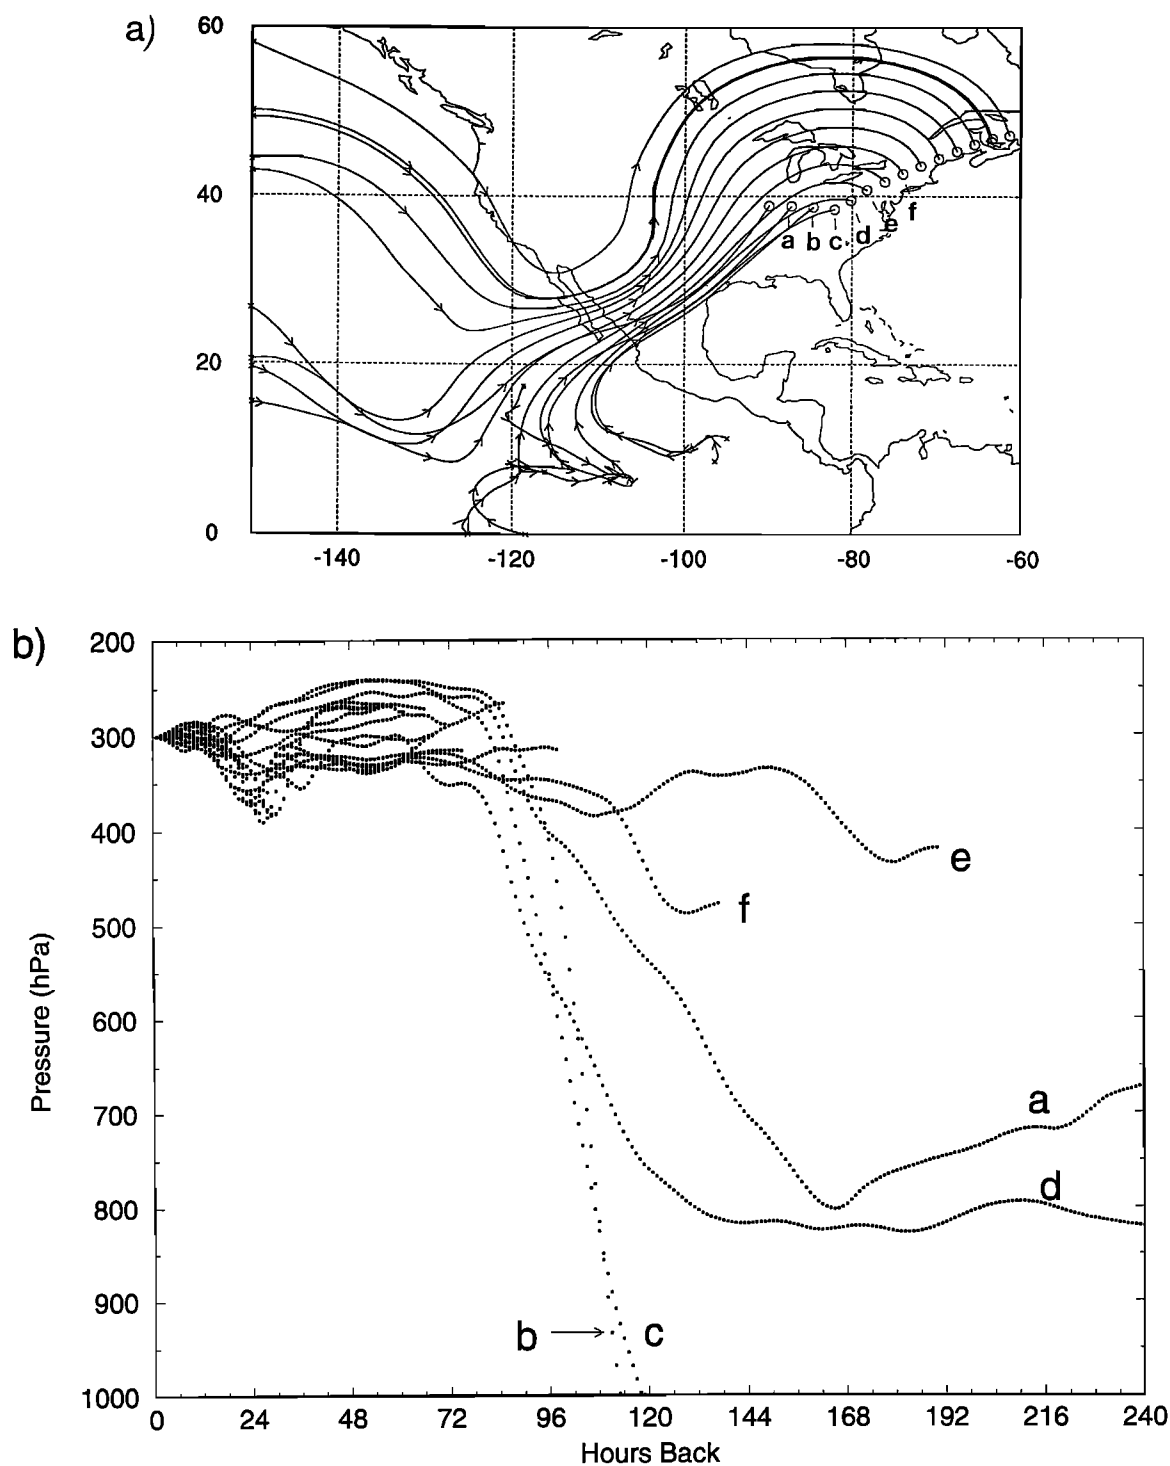 a)
60
40
20
0
a b c d e f
-140 -120 -100 -80 -60
b)
200
300
400
500
600
700
800
900
1000
Pressure (hPa)
e
f
a
d
b c
0 24 48 72 96 120 144 168 192 216 240
Hours Back